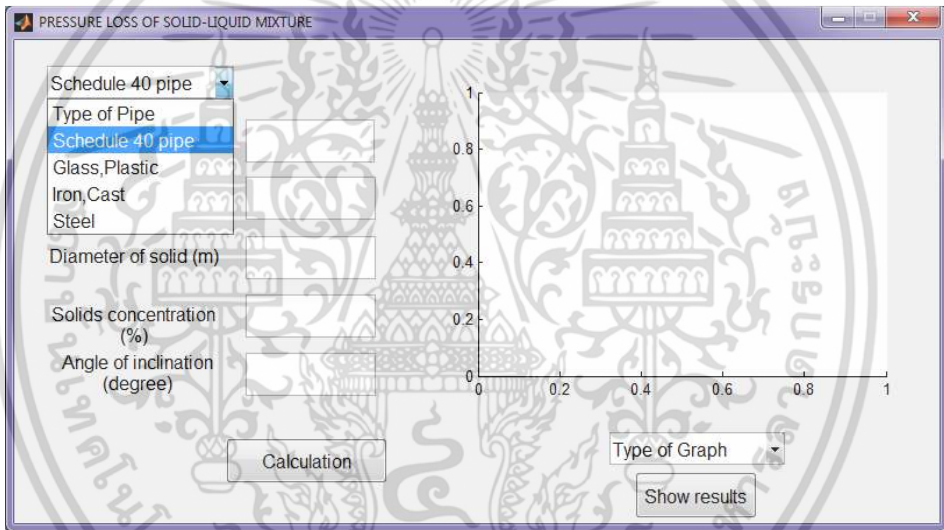 PRESSURE LOSS OF SOLID-LIQUID MIXTURE
Schedule 40 pipe
Type of Pipe
Schedule 40 pipe
Glass,Plastic
Iron,Cast
Steel
Diameter of solid (m)
Solids concentration
(%)
Angle of inclination
(degree)
Calculation
1
0.8
0.6
0.4
0.2
0
0
0.2
0.4
0.6
0.8
1
Type of Graph
Show results